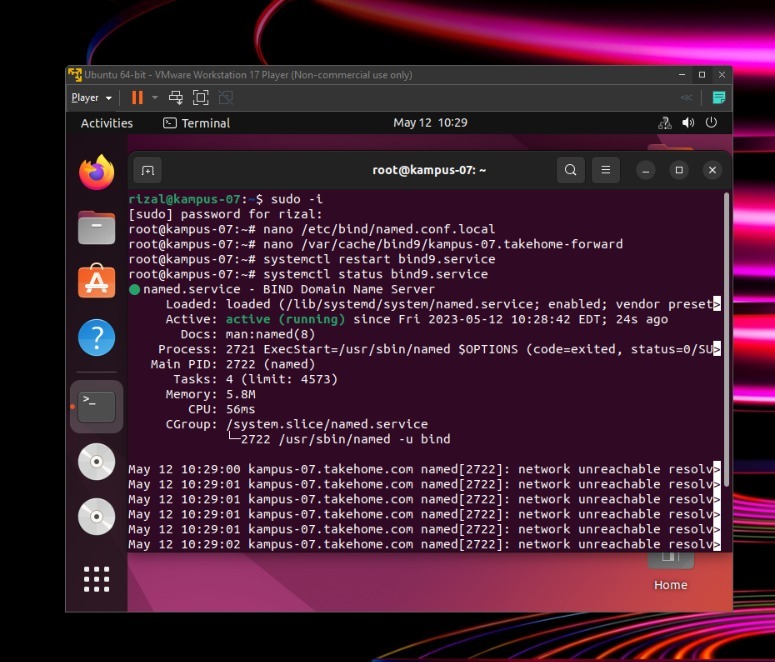 Ubuntu 64-bit - VMware Workstation 17 Player (Non-commercial use only)
Player
Activities Terminal May 12 10:29
root@kampus-07: ~
rizal@kampus-07:~$ sudo -i
[sudo] password for rizal:
root@kampus-07:~# nano /etc/bind/named.conf.local
root@kampus-07:~# nano /var/cache/bind9/kampus-07.takehome-forward
root@kampus-07:~# systemctl restart bind9.service
root@kampus-07:~# systemctl status bind9.service
● named.service - BIND Domain Name Server
Loaded: loaded (/lib/systemd/system/named.service; enabled; vendor preset>
Active: active (running) since Fri 2023-05-12 10:28:42 EDT; 24s ago
Docs: man:named(8)
Process: 2721 ExecStart=/usr/sbin/named $OPTIONS (code=exited, status=0/SU>
Main PID: 2722 (named)
Tasks: 4 (limit: 4573)
Memory: 5.8M
CPU: 56ms
CGroup: /system.slice/named.service
└─2722 /usr/sbin/named -u bind
May 12 10:29:00 kampus-07.takehome.com named[2722]: network unreachable resolv>
May 12 10:29:01 kampus-07.takehome.com named[2722]: network unreachable resolv>
May 12 10:29:01 kampus-07.takehome.com named[2722]: network unreachable resolv>
May 12 10:29:01 kampus-07.takehome.com named[2722]: network unreachable resolv>
May 12 10:29:01 kampus-07.takehome.com named[2722]: network unreachable resolv>
May 12 10:29:02 kampus-07.takehome.com named[2722]: network unreachable resolv>
Home